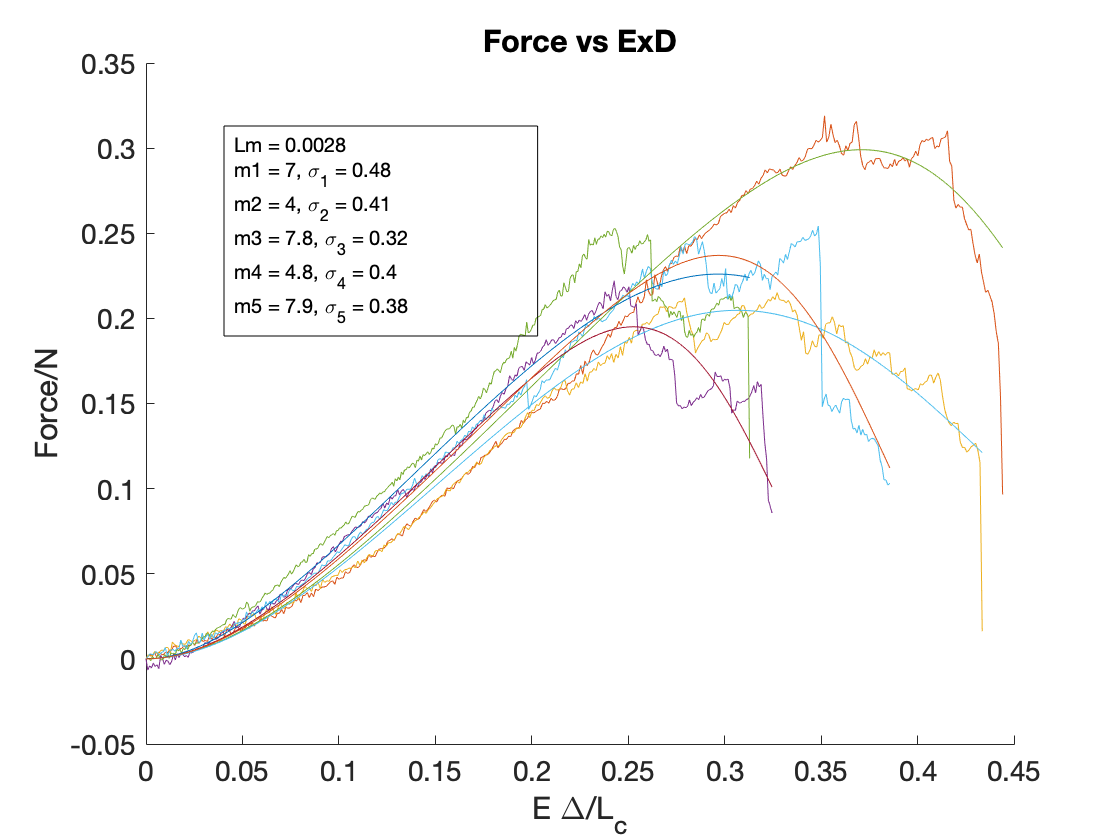 Force vs ExD
0.35
0.3
0.25
0.2
0.15
0.1
0.05
0
-0.05
Force/N
Lm = 0.0028
m1 = 7, σ1 = 0.48
m2 = 4, σ2 = 0.41
m3 = 7.8, σ3 = 0.32
m4 = 4.8, σ4 = 0.4
m5 = 7.9, σ5 = 0.38
0 0.05 0.1 0.15 0.2 0.25 0.3 0.35 0.4 0.45
E Δ/Lc